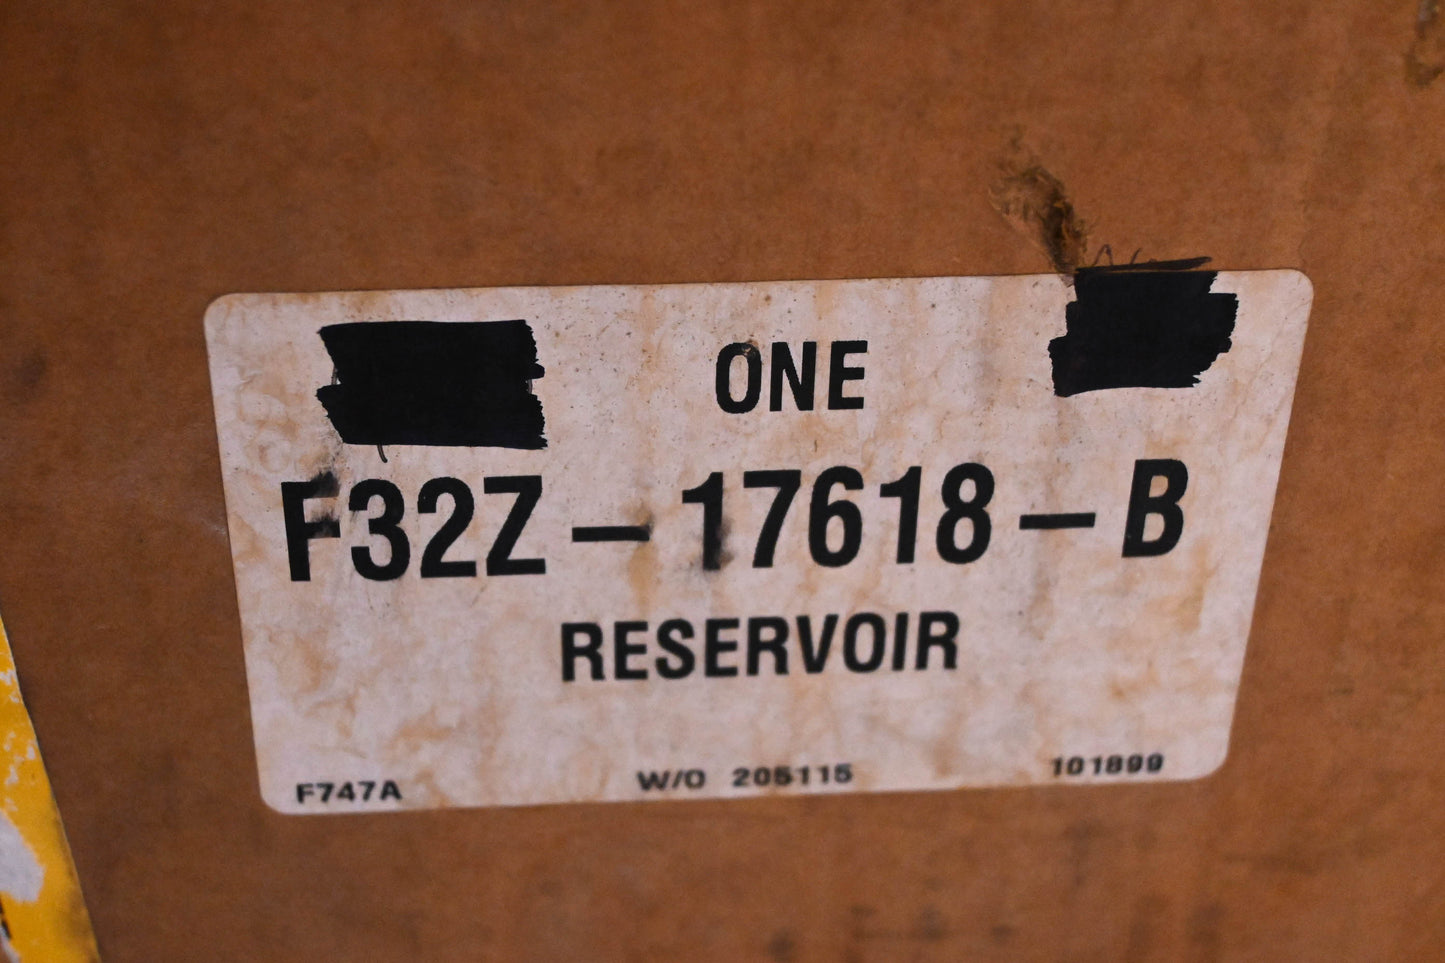 ONE
F32Z-17618-B
RESERVOIR
F747A W/O 205115 101899